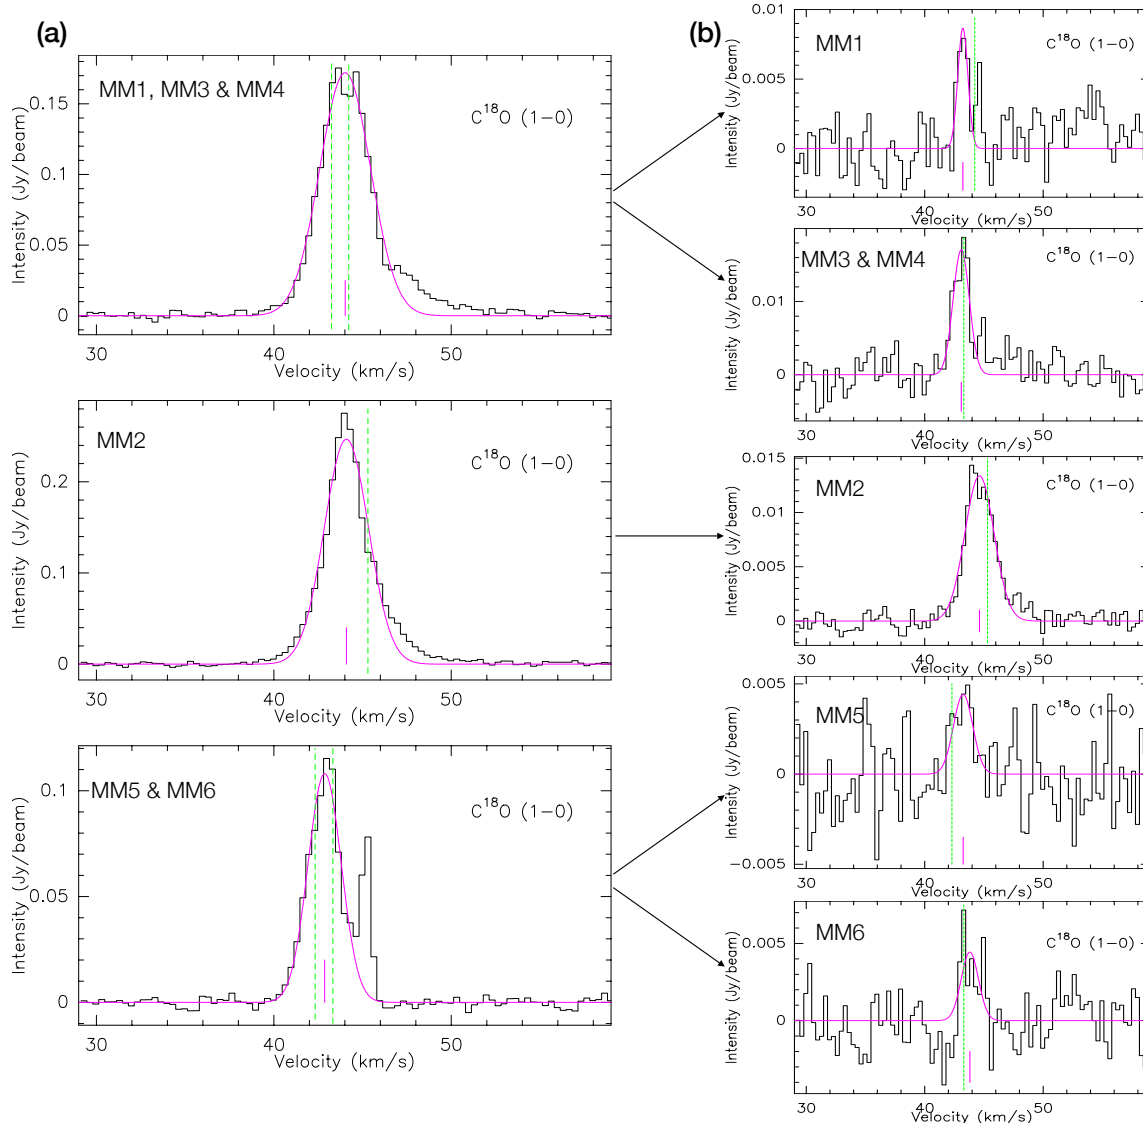 (a)
MM1, MM3 & MM4
C¹⁸O (1−0)
Intensity (Jy/beam)
0.15
0.1
0.05
0
30
40
50
Velocity (km/s)
MM2
C¹⁸O (1−0)
Intensity (Jy/beam)
0.2
0.1
0
30
40
50
Velocity (km/s)
MM5 & MM6
C¹⁸O (1−0)
Intensity (Jy/beam)
0.1
0.05
0
30
40
50
Velocity (km/s)
(b)
MM1
C¹⁸O (1−0)
Intensity (Jy/beam)
0.01
0.005
0
30
40
50
Velocity (km/s)
MM3 & MM4
C¹⁸O (1−0)
Intensity (Jy/beam)
0.01
0
30
40
50
Velocity (km/s)
MM2
C¹⁸O (1−0)
Intensity (Jy/beam)
0.015
0.01
0.005
0
30
40
50
Velocity (km/s)
MM5
C¹⁸O (1−0)
Intensity (Jy/beam)
0.005
0
−0.005
30
40
50
Velocity (km/s)
MM6
C¹⁸O (1−0)
Intensity (Jy/beam)
0.005
0
30
40
50
Velocity (km/s)